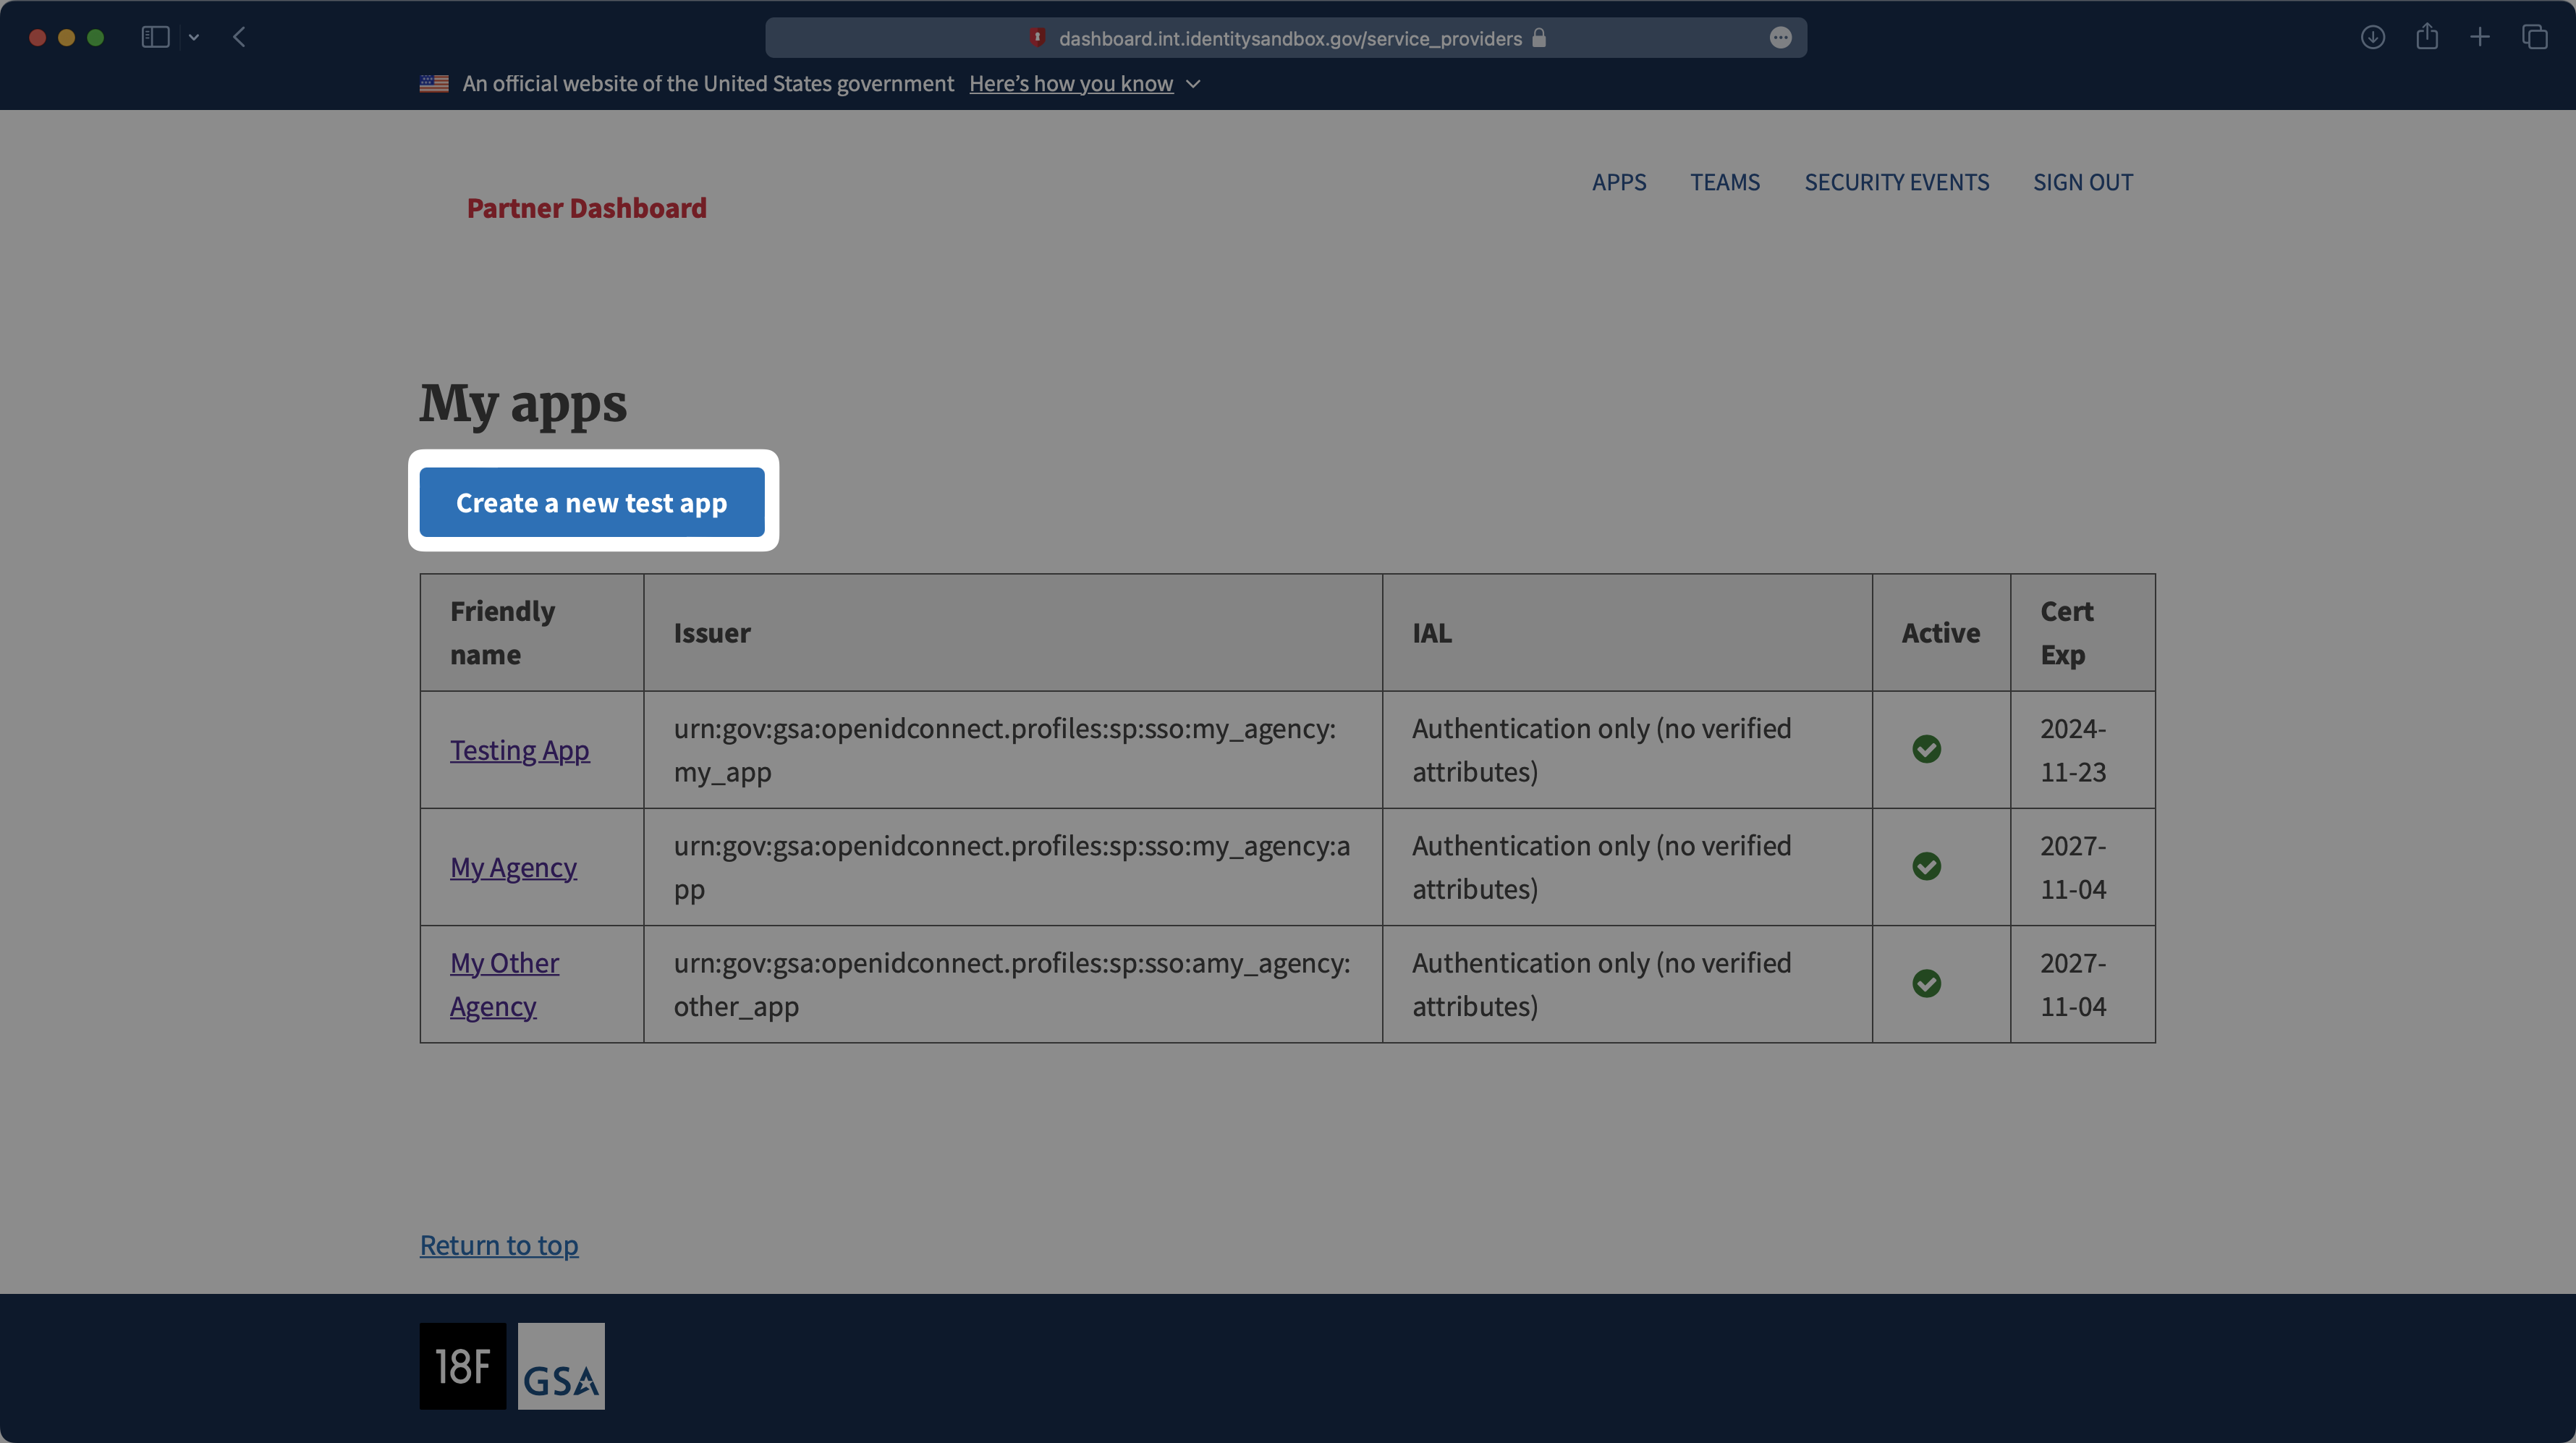 dashboard.int.identitysandbox.gov/service_providers
An official website of the United States government Here’s how you know
Partner Dashboard
APPS TEAMS SECURITY EVENTS SIGN OUT
My apps
Create a new test app
Friendly name Issuer IAL Active Cert Exp
Testing App
urn:gov:gsa:openidconnect.profiles:sp:sso:my_agency:
my_app
Authentication only (no verified
attributes)
2024-
11-23
My Agency
urn:gov:gsa:openidconnect.profiles:sp:sso:my_agency:a
pp
Authentication only (no verified
attributes)
2027-
11-04
My Other
Agency
urn:gov:gsa:openidconnect.profiles:sp:sso:amy_agency:
other_app
Authentication only (no verified
attributes)
2027-
11-04
Return to top
18F GSA